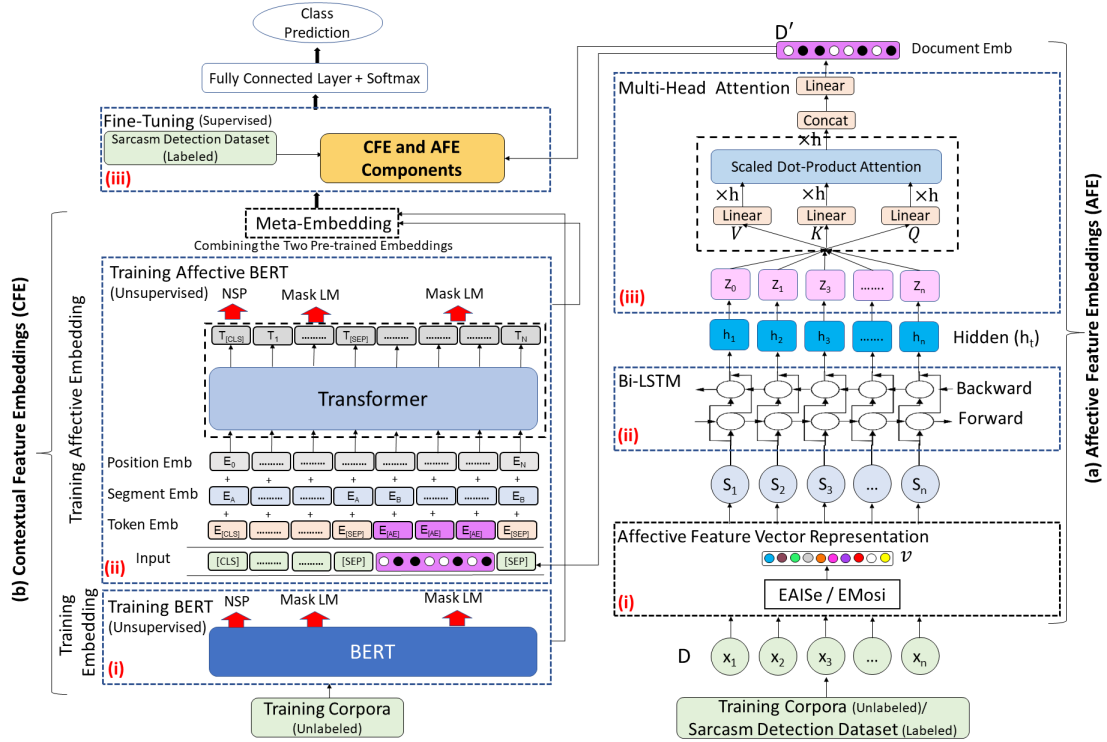 Class
Prediction
Fully Connected Layer + Softmax
Fine-Tuning (Supervised)
Sarcasm Detection Dataset
(Labeled)
CFE and AFE
Components
(iii)
Meta-Embedding
Combining the Two Pre-trained Embeddings
(b) Contextual Feature Embeddings (CFE)
Training Affective Embedding
Training Affective BERT
(Unsupervised)
NSP
Mask LM
Mask LM
T[CLS] T1 ......... T[SEP] ......... ......... TN
Transformer
Position Emb
E0 ......... ......... ......... ......... ......... ......... EN
+ + + + + + +
Segment Emb
EA ......... ......... EA EB ......... ......... EB
+ + + + + + +
Token Emb
E[CLS] ......... ......... E[SEP] E[AE] E[AE] E[AE] E[SEP]
Input
[CLS] ......... ......... [SEP] [SEP]
(ii)
Training
Embedding
Training BERT
(Unsupervised)
NSP
Mask LM
Mask LM
BERT
(i)
Training Corpora
(Unlabeled)
D′
Document Emb
(a) Affective Feature Embeddings (AFE)
Multi-Head Attention
Linear
Concat
×h
Scaled Dot-Product Attention
×h ×h ×h
Linear Linear Linear
V K Q
Z0 Z1 Z3 ....... Zn
(iii)
h1 h2 h3 ....... hn
Hidden (ht)
Bi-LSTM
Backward
Forward
(ii)
S1 S2 S3 ... Sn
Affective Feature Vector Representation
v
EAISe / EMosi
(i)
D
x1 x2 x3 ... xn
Training Corpora (Unlabeled)/
Sarcasm Detection Dataset (Labeled)